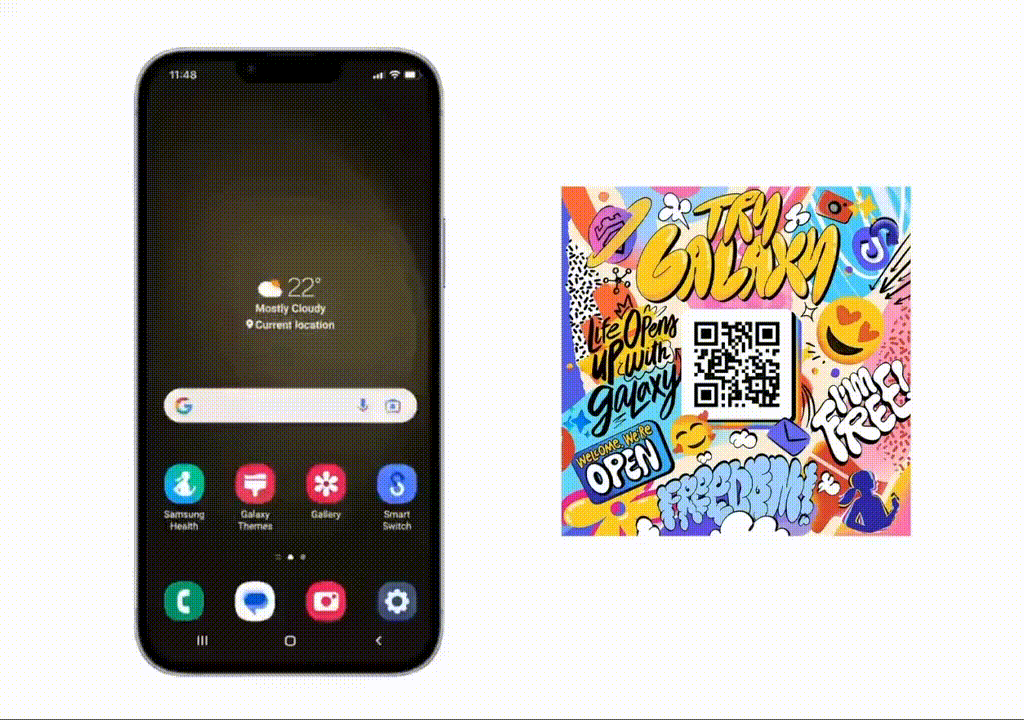 11:48
22°
Mostly Cloudy
Current location
Samsung
Health
Galaxy
Themes
Gallery
Smart
Switch
TRY
GALAXY
Life Opens
UP with
galaxy
I'M
FREE!
WELCOME, WE'RE
OPEN
FREEDOM!